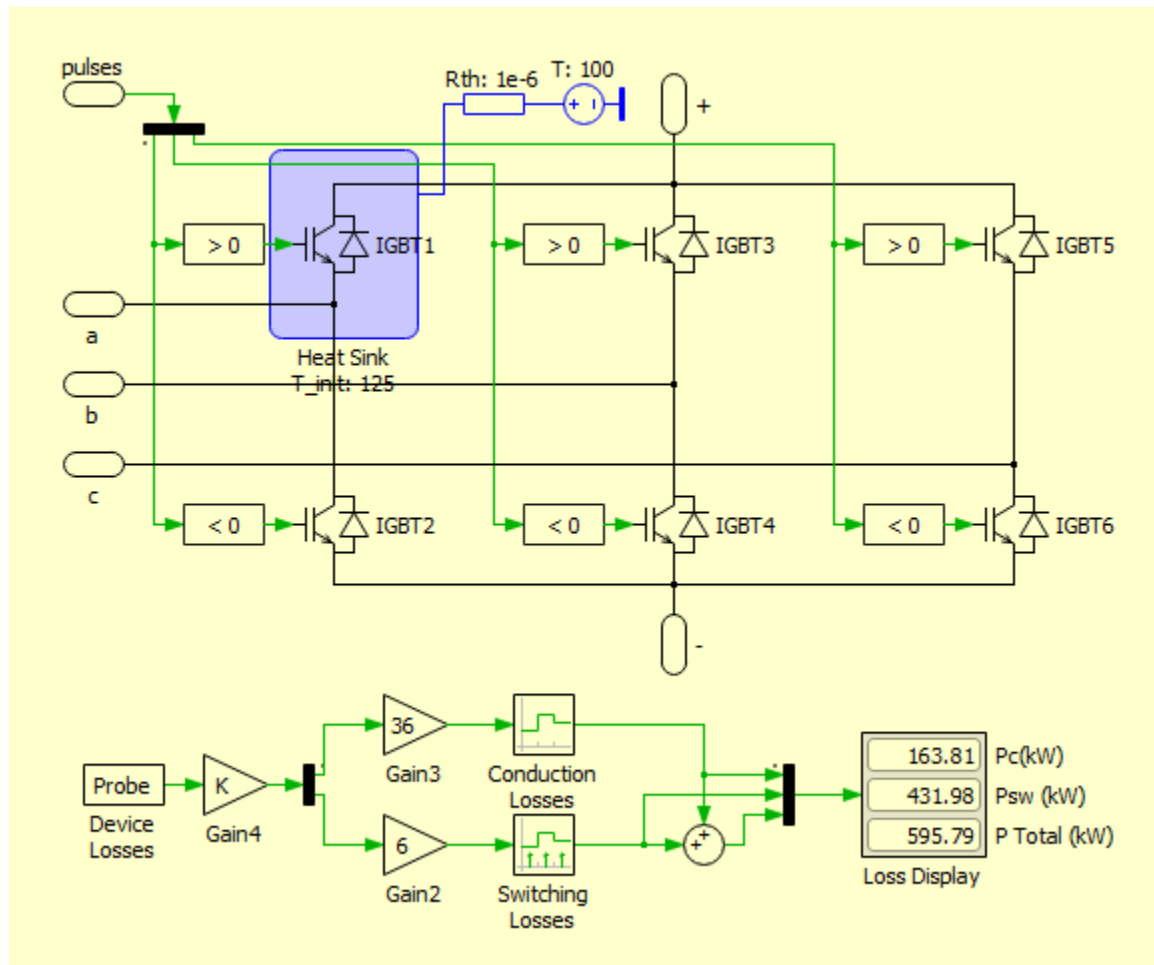 pulses
Rth: 1e-6
T: 100
+
+
> 0
IGBT1
> 0
IGBT3
> 0
IGBT5
a
Heat Sink
T_init: 125
b
c
< 0
IGBT2
< 0
IGBT4
< 0
IGBT6
-
Probe
Device
Losses
K
Gain4
36
Gain3
Conduction
Losses
6
Gain2
Switching
Losses
+
+
163.81 Pc(kW)
431.98 Psw (kW)
595.79 P Total (kW)
Loss Display